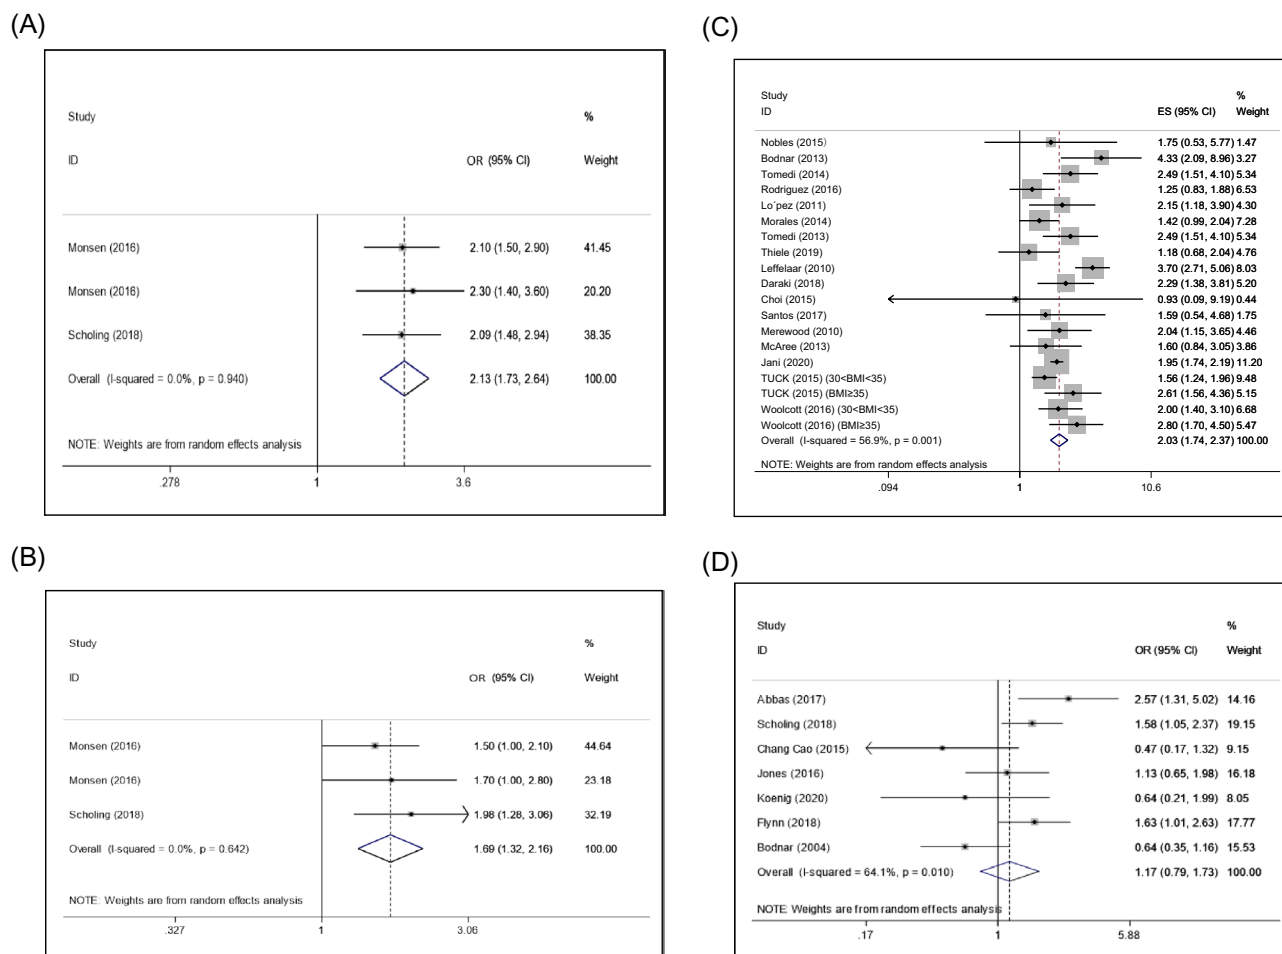 (A)
Study %
ID OR (95% CI) Weight
Monsen (2016) 2.10 (1.50, 2.90) 41.45
Monsen (2016) 2.30 (1.40, 3.60) 20.20
Scholing (2018) 2.09 (1.48, 2.94) 38.35
Overall (I-squared = 0.0%, p = 0.940) 2.13 (1.73, 2.64) 100.00
NOTE: Weights are from random effects analysis
.278 1 3.6
(B)
Study %
ID OR (95% CI) Weight
Monsen (2016) 1.50 (1.00, 2.10) 44.64
Monsen (2016) 1.70 (1.00, 2.80) 23.18
Scholing (2018) 1.98 (1.28, 3.06) 32.19
Overall (I-squared = 0.0%, p = 0.642) 1.69 (1.32, 2.16) 100.00
NOTE: Weights are from random effects analysis
.327 1 3.06
(C)
Study %
ID ES (95% CI) Weight
Nobles (2015) 1.75 (0.53, 5.77) 1.47
Bodnar (2013) 4.33 (2.09, 8.96) 3.27
Tomedi (2014) 2.49 (1.51, 4.10) 5.34
Rodriguez (2016) 1.25 (0.83, 1.88) 6.53
Lo´pez (2011) 2.15 (1.18, 3.90) 4.30
Morales (2014) 1.42 (0.99, 2.04) 7.28
Tomedi (2013) 2.49 (1.51, 4.10) 5.34
Thiele (2019) 1.18 (0.68, 2.04) 4.76
Leffelaar (2010) 3.70 (2.71, 5.06) 8.03
Daraki (2018) 2.29 (1.38, 3.81) 5.20
Choi (2015) 0.93 (0.09, 9.19) 0.44
Santos (2017) 1.59 (0.54, 4.68) 1.75
Merewood (2010) 2.04 (1.15, 3.65) 4.46
McAree (2013) 1.60 (0.84, 3.05) 3.86
Jani (2020) 1.95 (1.74, 2.19) 11.20
TUCK (2015) (30<BMI<35) 1.56 (1.24, 1.96) 9.48
TUCK (2015) (BMI≥35) 2.61 (1.56, 4.36) 5.15
Woolcott (2016) (30<BMI<35) 2.00 (1.40, 3.10) 6.68
Woolcott (2016) (BMI≥35) 2.80 (1.70, 4.50) 5.47
Overall (I-squared = 56.9%, p = 0.001) 2.03 (1.74, 2.37) 100.00
NOTE: Weights are from random effects analysis
.094 1 10.6
(D)
Study %
ID OR (95% CI) Weight
Abbas (2017) 2.57 (1.31, 5.02) 14.16
Scholing (2018) 1.58 (1.05, 2.37) 19.15
Chang Cao (2015) 0.47 (0.17, 1.32) 9.15
Jones (2016) 1.13 (0.65, 1.98) 16.18
Koenig (2020) 0.64 (0.21, 1.99) 8.05
Flynn (2018) 1.63 (1.01, 2.63) 17.77
Bodnar (2004) 0.64 (0.35, 1.16) 15.53
Overall (I-squared = 64.1%, p = 0.010) 1.17 (0.79, 1.73) 100.00
NOTE: Weights are from random effects analysis
.17 1 5.88